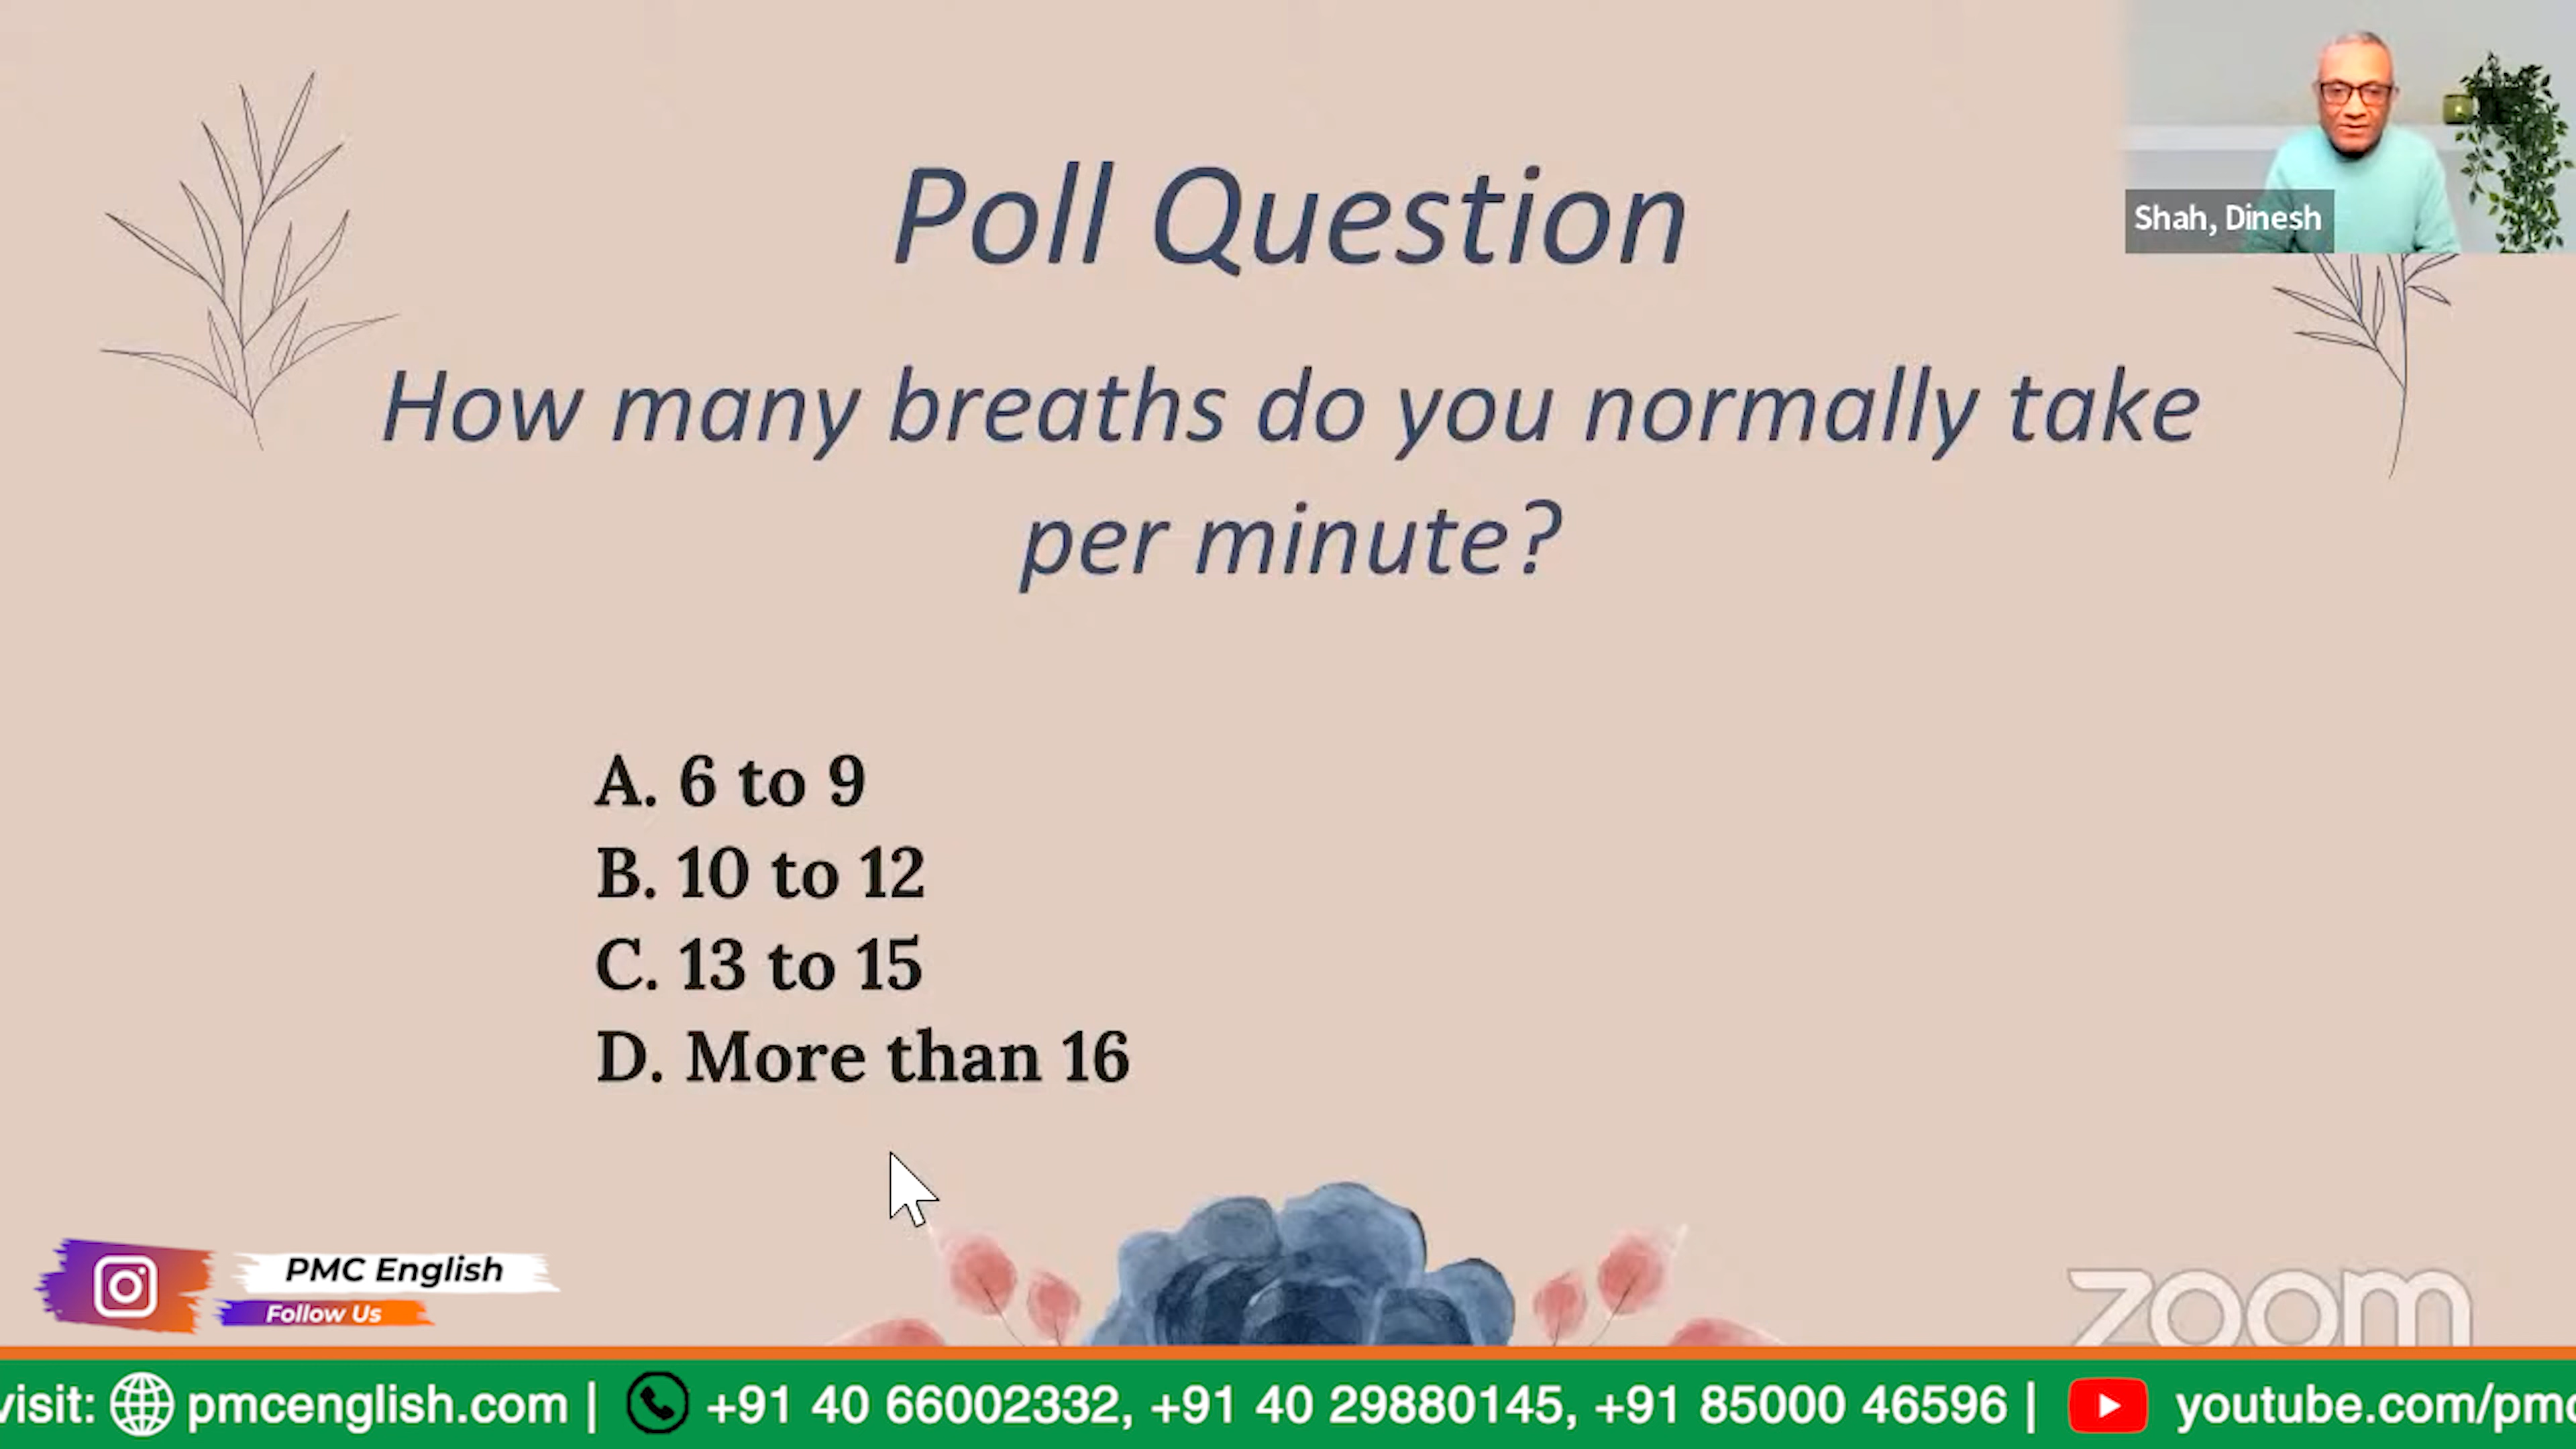 Poll Question
Shah, Dinesh
How many breaths do you normally take
per minute?
A. 6 to 9
B. 10 to 12
C. 13 to 15
D. More than 16
PMC English
Follow Us
zoom
visit: pmcenglish.com | +91 40 66002332, +91 40 29880145, +91 85000 46596 | youtube.com/pmc